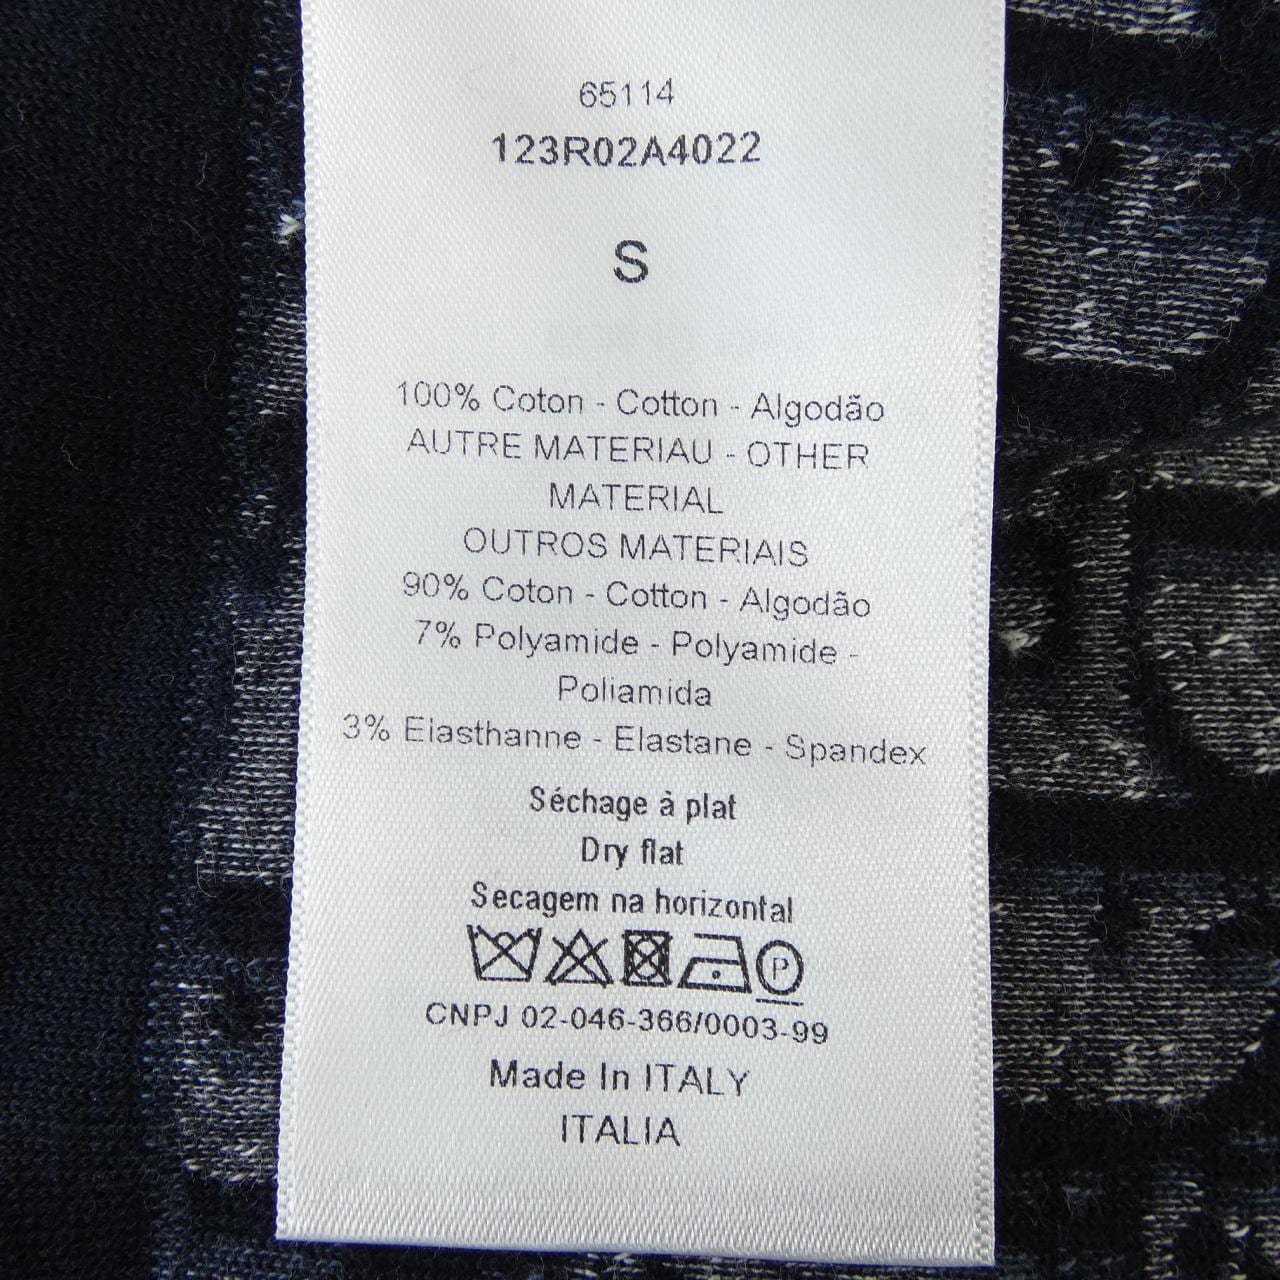 65114
123R02A4022
S
100% Coton - Cotton - Algodão
AUTRE MATERIAU - OTHER
MATERIAL
OUTROS MATERIAIS
90% Coton - Cotton - Algodão
7% Polyamide - Polyamide -
Poliamida
3% Elasthanne - Elastane - Spandex
Séchage à plat
Dry flat
Secagem na horizontal
P
CNPJ 02-046-366/0003-99
Made In ITALY
ITALIA